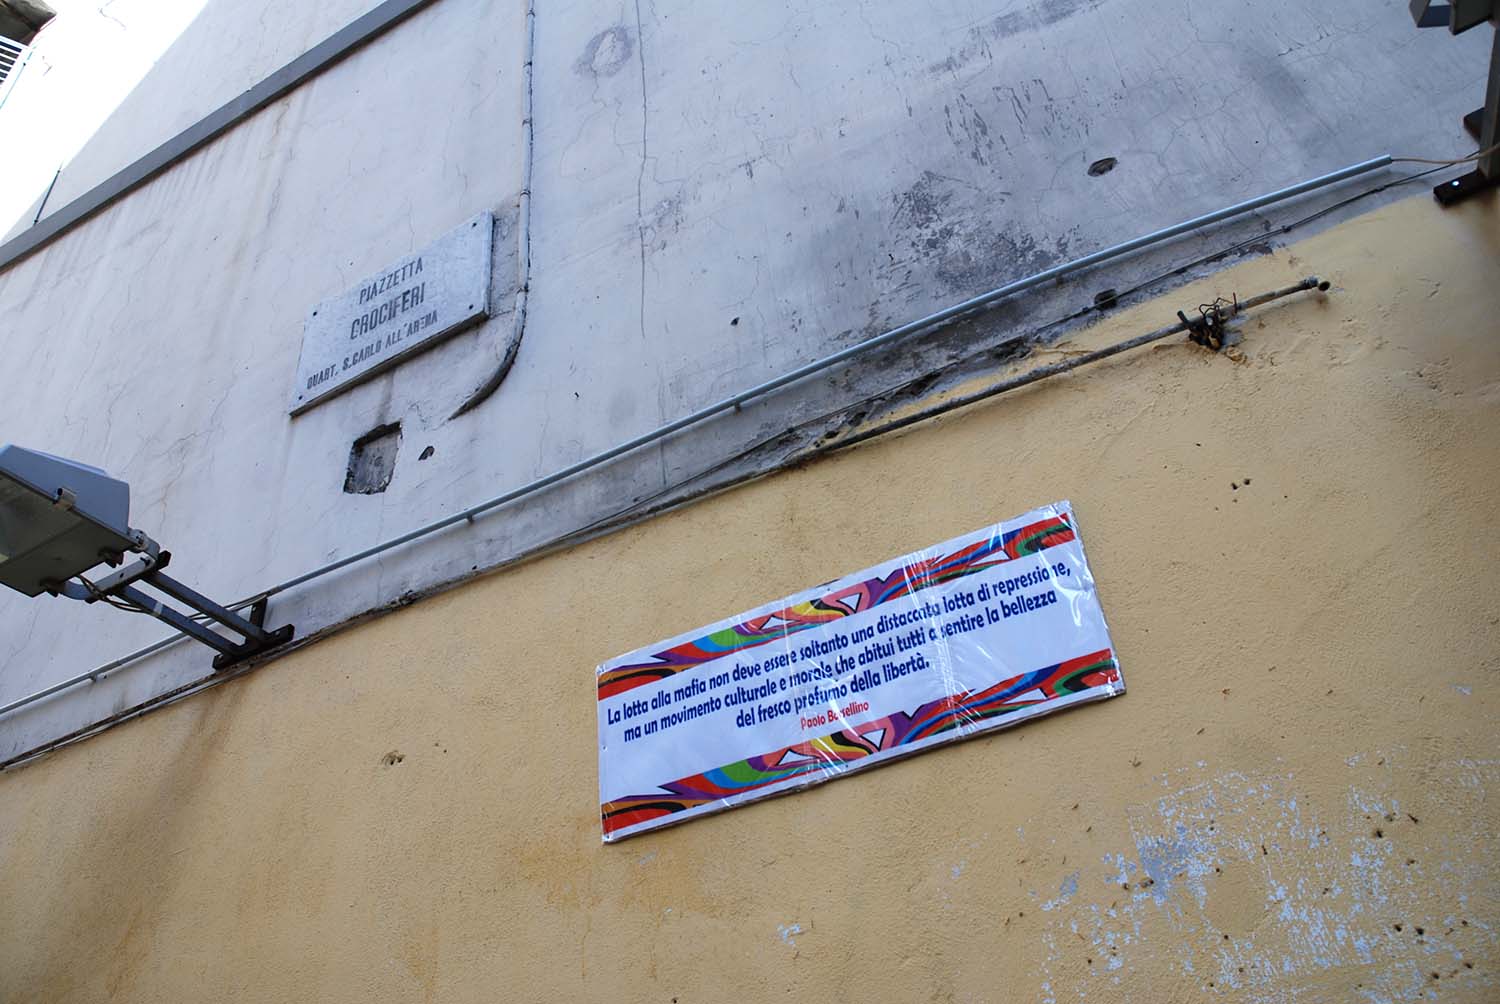 PIAZZETTA
CROCIFERI
QUART. S. CARLO ALL'ARENA
La lotta alla mafia non deve essere soltanto una distaccata lotta di repressione,
ma un movimento culturale e morale che abitui tutti a sentire la bellezza
del fresco profumo della libertà.
Paolo Borsellino